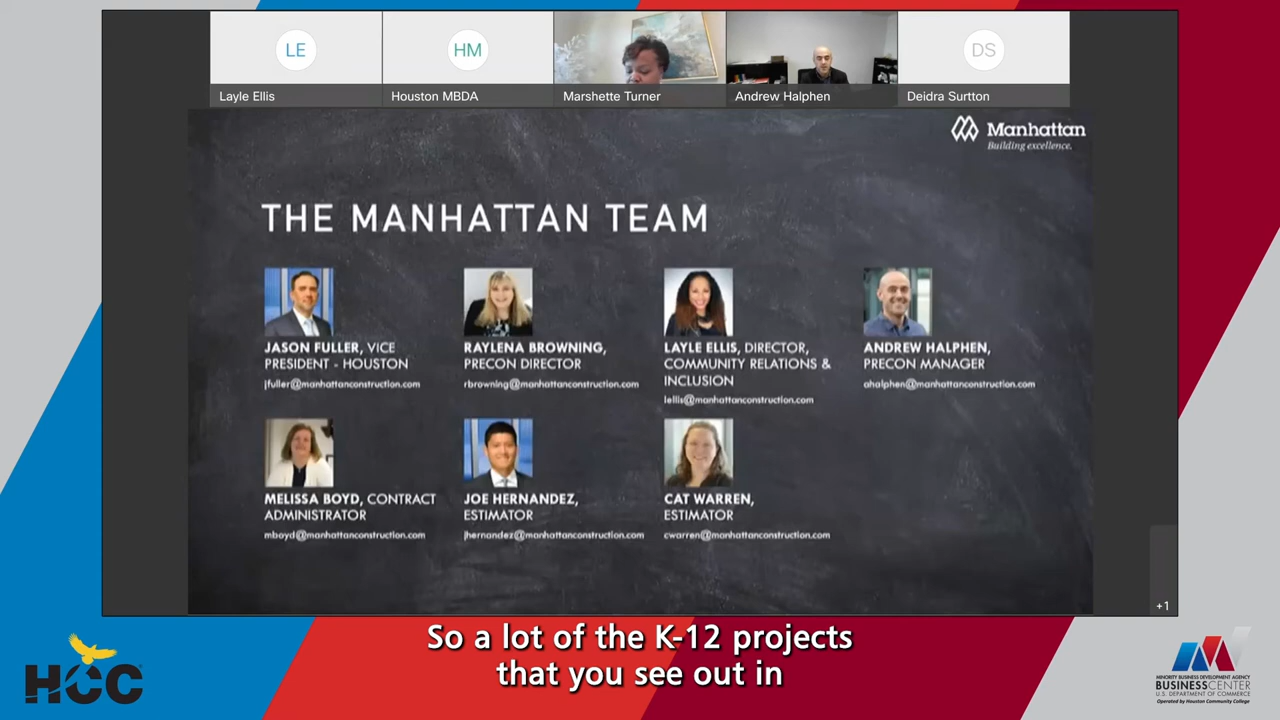 LE
HM
DS
Layle Ellis
Houston MBDA
Marshette Turner
Andrew Halphen
Deidra Surtton
Manhattan
Building excellence.
THE MANHATTAN TEAM
JASON FULLER, VICE
PRESIDENT - HOUSTON
jfuller@manhattanconstruction.com
RAYLENA BROWNING,
PRECON DIRECTOR
rbrowning@manhattanconstruction.com
LAYLE ELLIS, DIRECTOR,
COMMUNITY RELATIONS &
INCLUSION
lellis@manhattanconstruction.com
ANDREW HALPHEN,
PRECON MANAGER
ahalphen@manhattanconstruction.com
MELISSA BOYD, CONTRACT
ADMINISTRATOR
mboyd@manhattanconstruction.com
JOE HERNANDEZ,
ESTIMATOR
jhernandez@manhattanconstruction.com
CAT WARREN,
ESTIMATOR
cwarren@manhattanconstruction.com
+1
So a lot of the K-12 projects
that you see out in
HCC
MINORITY BUSINESS DEVELOPMENT AGENCY
BUSINESSCENTER
U.S. DEPARTMENT OF COMMERCE
Operated by Houston Community College